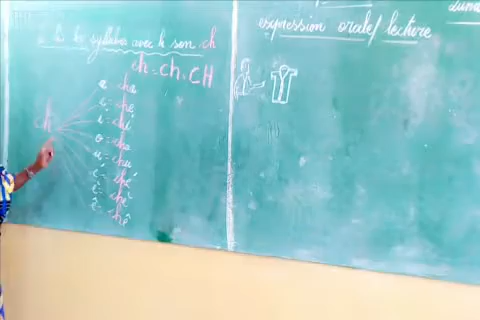 les syllabes avec le son ch
ch. Ch. CH
ch
a = cha
e = che
i = chi
o = cho
u = chu
é = ché
è = chè
ê = chê
expression orale/lecture